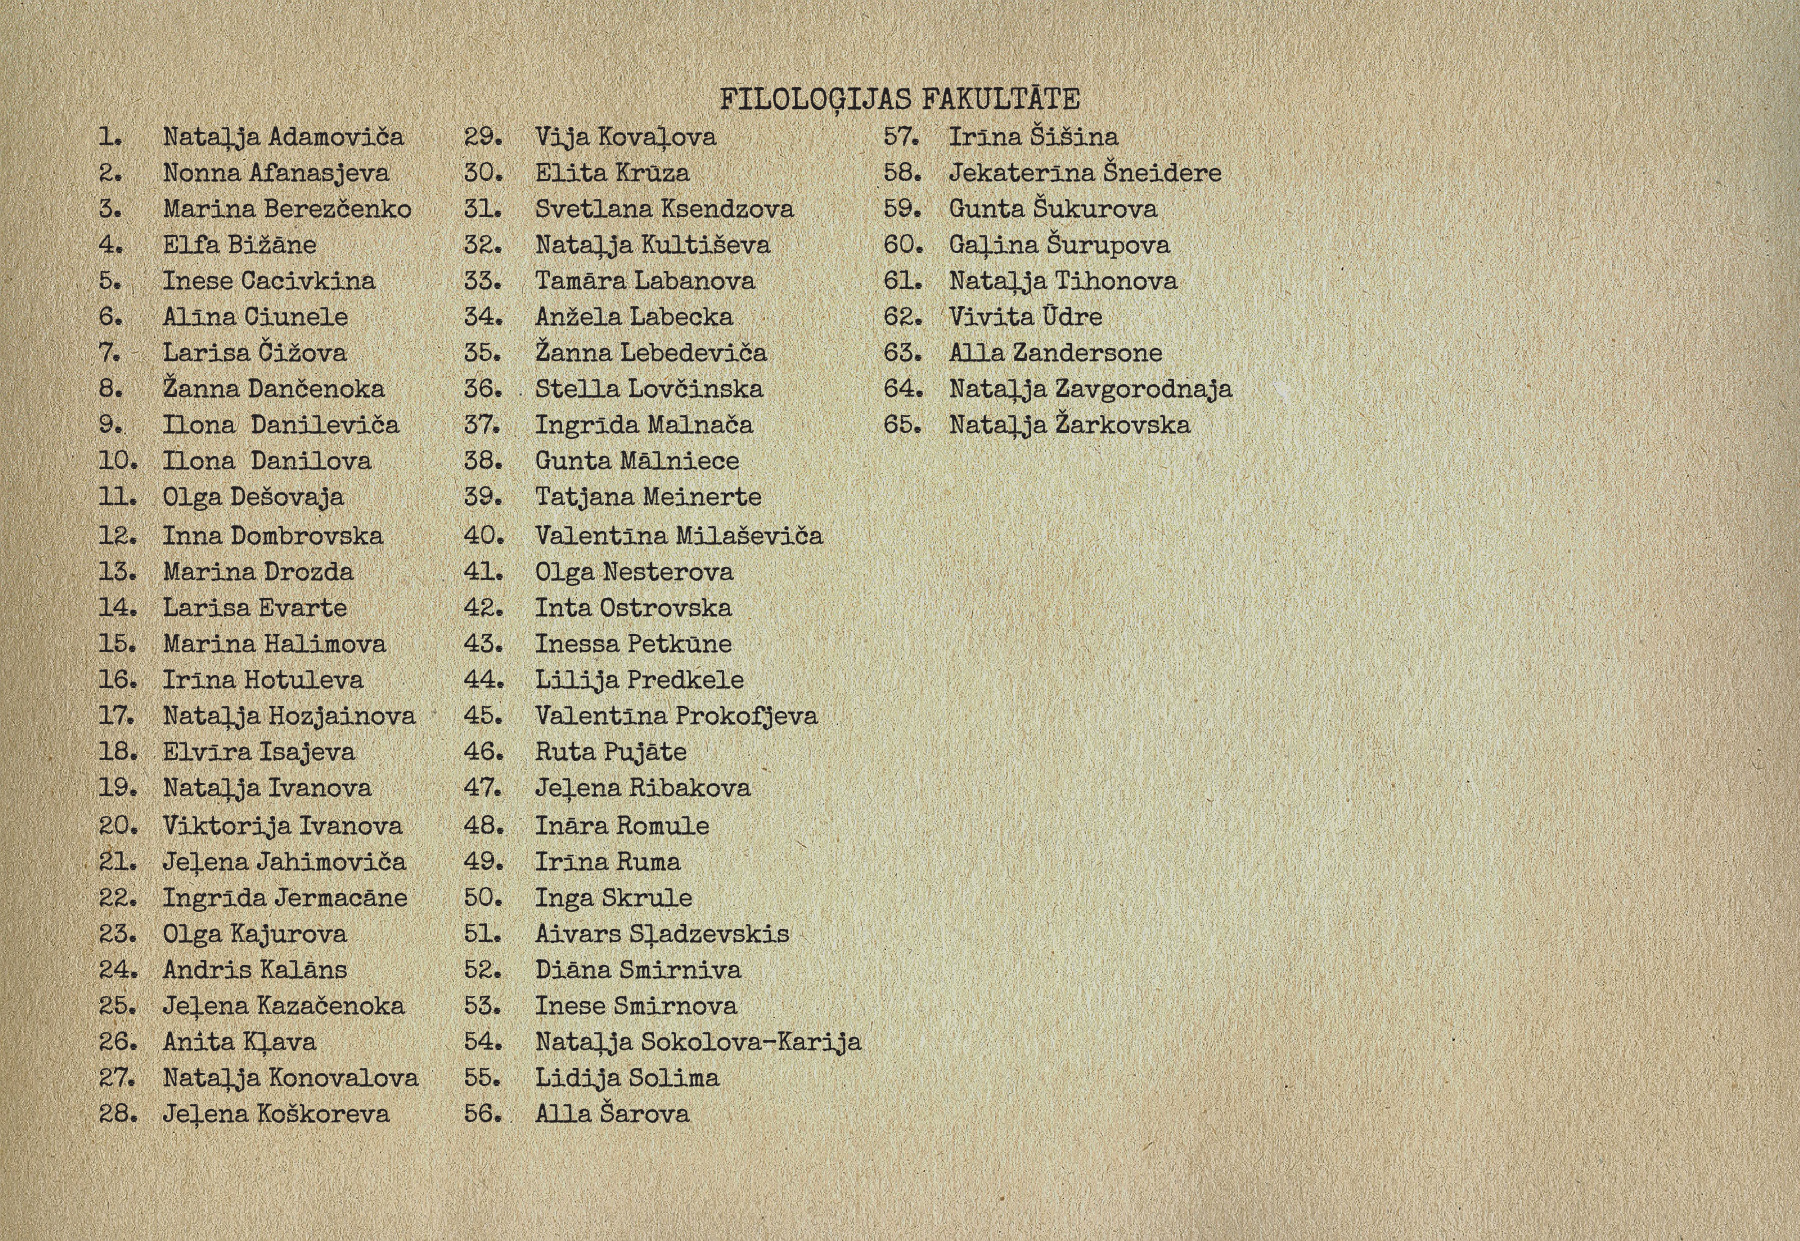 FILOLOĢIJAS FAKULTĀTE
1. Nataļja Adamoviča
2. Nonna Afanasjeva
3. Marina Berezčenko
4. Elfa Bižāne
5. Inese Cacivkina
6. Alīna Ciunele
7. Larisa Čižova
8. Žanna Dančenoka
9. Ilona Danileviča
10. Ilona Danilova
11. Olga Dešovaja
12. Inna Dombrovska
13. Marina Drozda
14. Larisa Evarte
15. Marina Halimova
16. Irīna Hotuleva
17. Nataļja Hozjainova
18. Elvīra Isajeva
19. Nataļja Ivanova
20. Viktorija Ivanova
21. Jeļena Jahimoviča
22. Ingrīda Jermacāne
23. Olga Kajurova
24. Andris Kalāns
25. Jeļena Kazačenoka
26. Anita Kļava
27. Nataļja Konovalova
28. Jeļena Koškoreva
29. Vija Kovaļova
30. Elita Krūza
31. Svetlana Ksendzova
32. Nataļja Kultiševa
33. Tamāra Labanova
34. Anžela Labecka
35. Žanna Lebedeviča
36. Stella Lovčinska
37. Ingrīda Malnača
38. Gunta Mālniece
39. Tatjana Meinerte
40. Valentīna Milaševiča
41. Olga Nesterova
42. Inta Ostrovska
43. Inessa Petkūne
44. Lilija Predkele
45. Valentīna Prokofjeva
46. Ruta Pujāte
47. Jeļena Ribakova
48. Ināra Romule
49. Irīna Ruma
50. Inga Skrule
51. Aivars Sļadzevskis
52. Diāna Smirniva
53. Inese Smirnova
54. Nataļja Sokolova-Karija
55. Lidija Solima
56. Alla Šarova
57. Irīna Šišina
58. Jekaterīna Šneidere
59. Gunta Šukurova
60. Gaļina Šurupova
61. Nataļja Tihonova
62. Vivita Ūdre
63. Alla Zandersone
64. Nataļja Zavgorodnaja
65. Nataļja Žarkovska